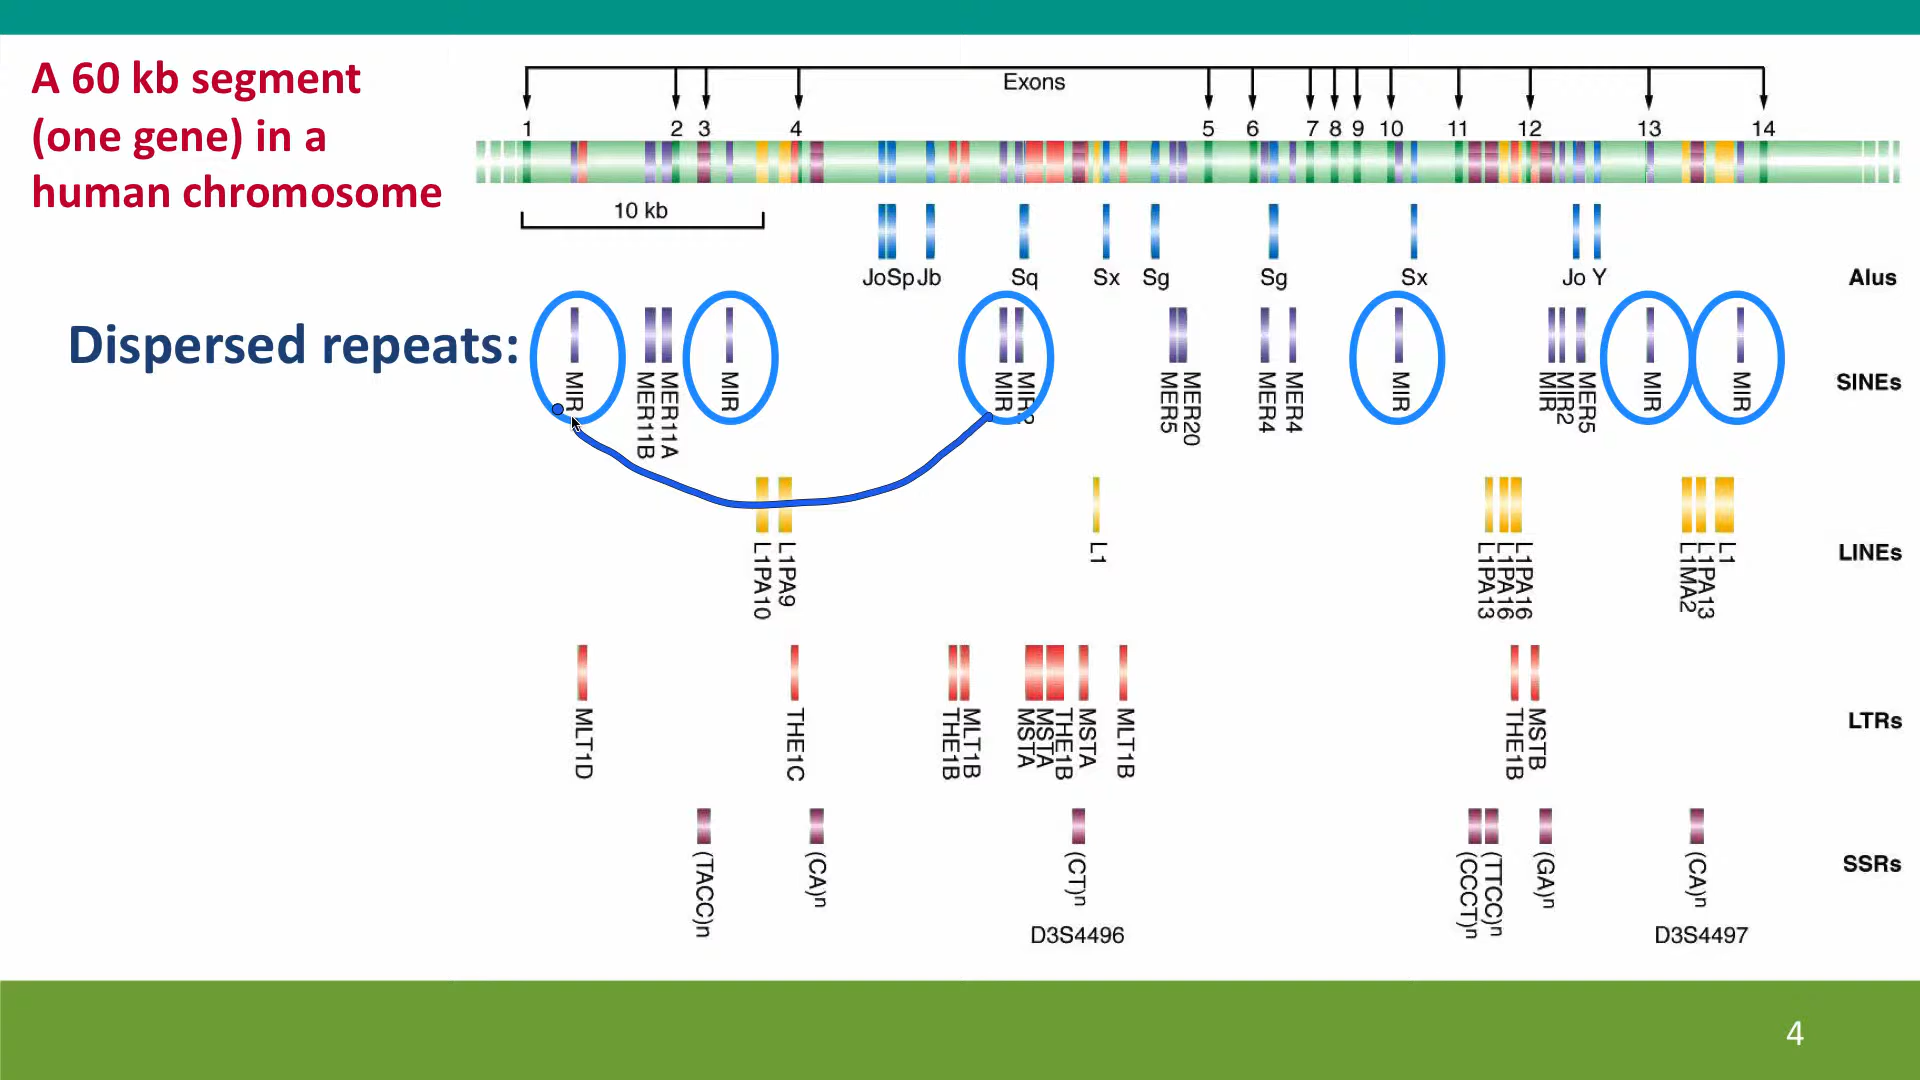 A 60 kb segment
(one gene) in a
human chromosome
Exons
1 2 3 4 5 6 7 8 9 10 11 12 13 14
10 kb
Jo Sp Jb Sq Sx Sg Sg Sx Jo Y
Alus
Dispersed repeats:
MIR MER11B MER11A MIR MIR MIR2 MER5 MER20 MER4 MER4 MIR MIR MIR2 MER5 MIR MIR
SINEs
L1PA10 L1PA9 L1 L1PA13 L1PA16 L1PA16 L1MA2 L1PA13 L1
LINEs
MLT1D THE1C THE1B MLT1B MSTA MSTA THE1B MSTA MLT1B THE1B MSTB
LTRs
(TACC)n (CA)n (CT)n (CCCT)n (TTCC)n (GA)n (CA)n
SSRs
D3S4496 D3S4497
4